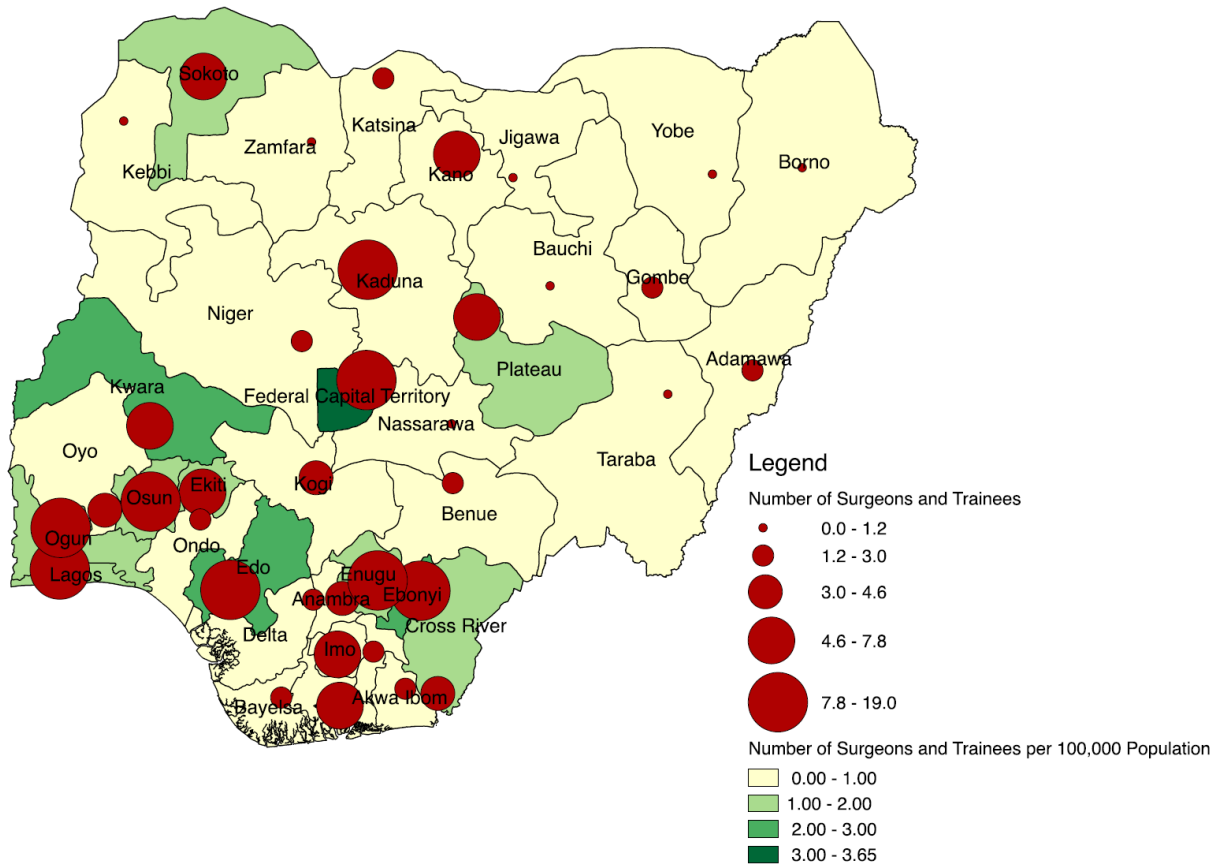 Sokoto
Katsina
Jigawa
Yobe
Borno
Zamfara
Kebbi
Kano
Bauchi
Gombe
Kaduna
Niger
Adamawa
Plateau
Kwara
Federal Capital Territory
Nassarawa
Oyo
Taraba
Kogi
Ekiti
Osun
Benue
Ogun
Ondo
Lagos
Edo
Enugu
Ebonyi
Anambra
Cross River
Delta
Imo
Akwa Ibom
Bayelsa
Legend
Number of Surgeons and Trainees
0.0 - 1.2
1.2 - 3.0
3.0 - 4.6
4.6 - 7.8
7.8 - 19.0
Number of Surgeons and Trainees per 100,000 Population
0.00 - 1.00
1.00 - 2.00
2.00 - 3.00
3.00 - 3.65